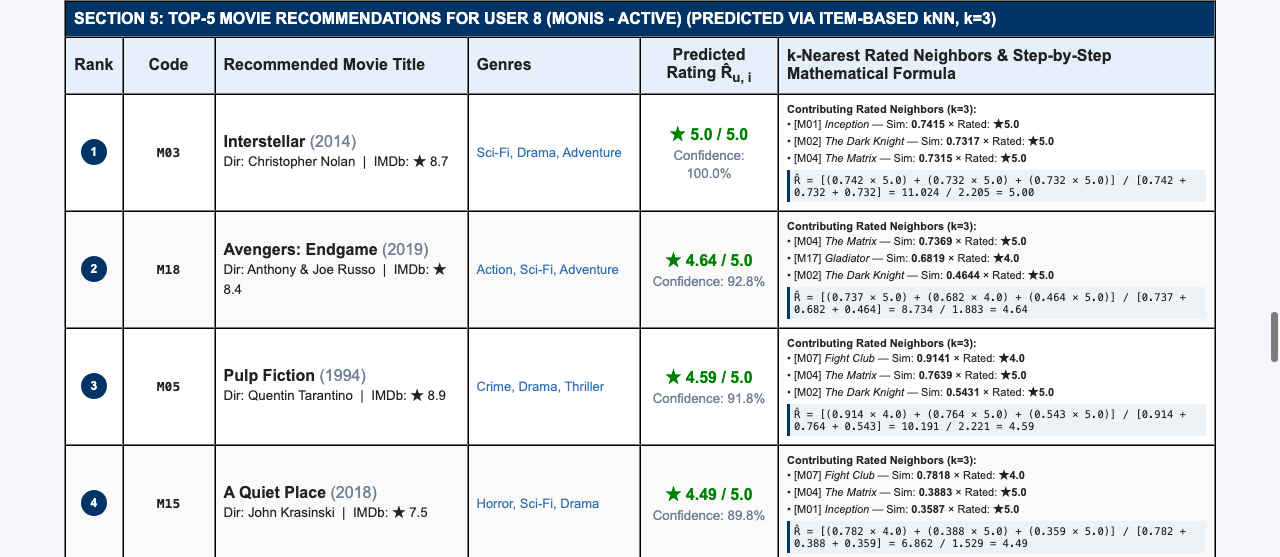 SECTION 5: TOP-5 MOVIE RECOMMENDATIONS FOR USER 8 (MONIS - ACTIVE) (PREDICTED VIA ITEM-BASED kNN, k=3)
Rank
Code
Recommended Movie Title
Genres
Predicted
Rating R̂u, i
k-Nearest Rated Neighbors & Step-by-Step
Mathematical Formula
1
M03
Interstellar (2014)
Dir: Christopher Nolan | IMDb: ★ 8.7
Sci-Fi, Drama, Adventure
★ 5.0 / 5.0
Confidence:
100.0%
Contributing Rated Neighbors (k=3):
• [M01] Inception — Sim: 0.7415 × Rated: ★5.0
• [M02] The Dark Knight — Sim: 0.7317 × Rated: ★5.0
• [M04] The Matrix — Sim: 0.7315 × Rated: ★5.0
R̂ = [(0.742 × 5.0) + (0.732 × 5.0) + (0.732 × 5.0)] / [0.742 +
0.732 + 0.732] = 11.024 / 2.205 = 5.00
2
M18
Avengers: Endgame (2019)
Dir: Anthony & Joe Russo | IMDb: ★
8.4
Action, Sci-Fi, Adventure
★ 4.64 / 5.0
Confidence: 92.8%
Contributing Rated Neighbors (k=3):
• [M04] The Matrix — Sim: 0.7369 × Rated: ★5.0
• [M17] Gladiator — Sim: 0.6819 × Rated: ★4.0
• [M02] The Dark Knight — Sim: 0.4644 × Rated: ★5.0
R̂ = [(0.737 × 5.0) + (0.682 × 4.0) + (0.464 × 5.0)] / [0.737 +
0.682 + 0.464] = 8.734 / 1.883 = 4.64
3
M05
Pulp Fiction (1994)
Dir: Quentin Tarantino | IMDb: ★ 8.9
Crime, Drama, Thriller
★ 4.59 / 5.0
Confidence: 91.8%
Contributing Rated Neighbors (k=3):
• [M07] Fight Club — Sim: 0.9141 × Rated: ★4.0
• [M04] The Matrix — Sim: 0.7639 × Rated: ★5.0
• [M02] The Dark Knight — Sim: 0.5431 × Rated: ★5.0
R̂ = [(0.914 × 4.0) + (0.764 × 5.0) + (0.543 × 5.0)] / [0.914 +
0.764 + 0.543] = 10.191 / 2.221 = 4.59
4
M15
A Quiet Place (2018)
Dir: John Krasinski | IMDb: ★ 7.5
Horror, Sci-Fi, Drama
★ 4.49 / 5.0
Confidence: 89.8%
Contributing Rated Neighbors (k=3):
• [M07] Fight Club — Sim: 0.7818 × Rated: ★4.0
• [M04] The Matrix — Sim: 0.3883 × Rated: ★5.0
• [M01] Inception — Sim: 0.3587 × Rated: ★5.0
R̂ = [(0.782 × 4.0) + (0.388 × 5.0) + (0.359 × 5.0)] / [0.782 +
0.388 + 0.359] = 6.862 / 1.529 = 4.49